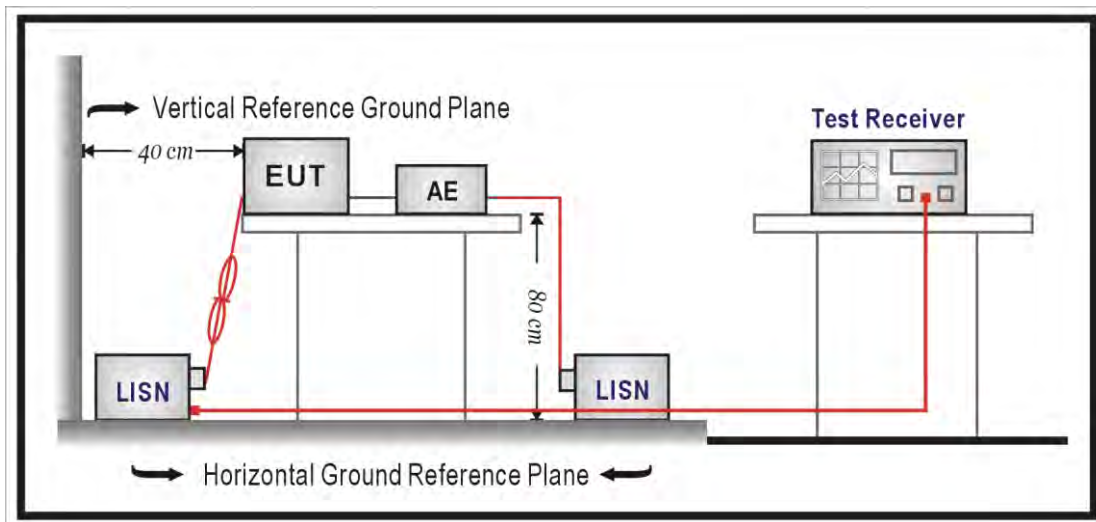 Vertical Reference Ground Plane
Test Receiver
40 cm
EUT
AE
80 cm
LISN
LISN
Horizontal Ground Reference Plane